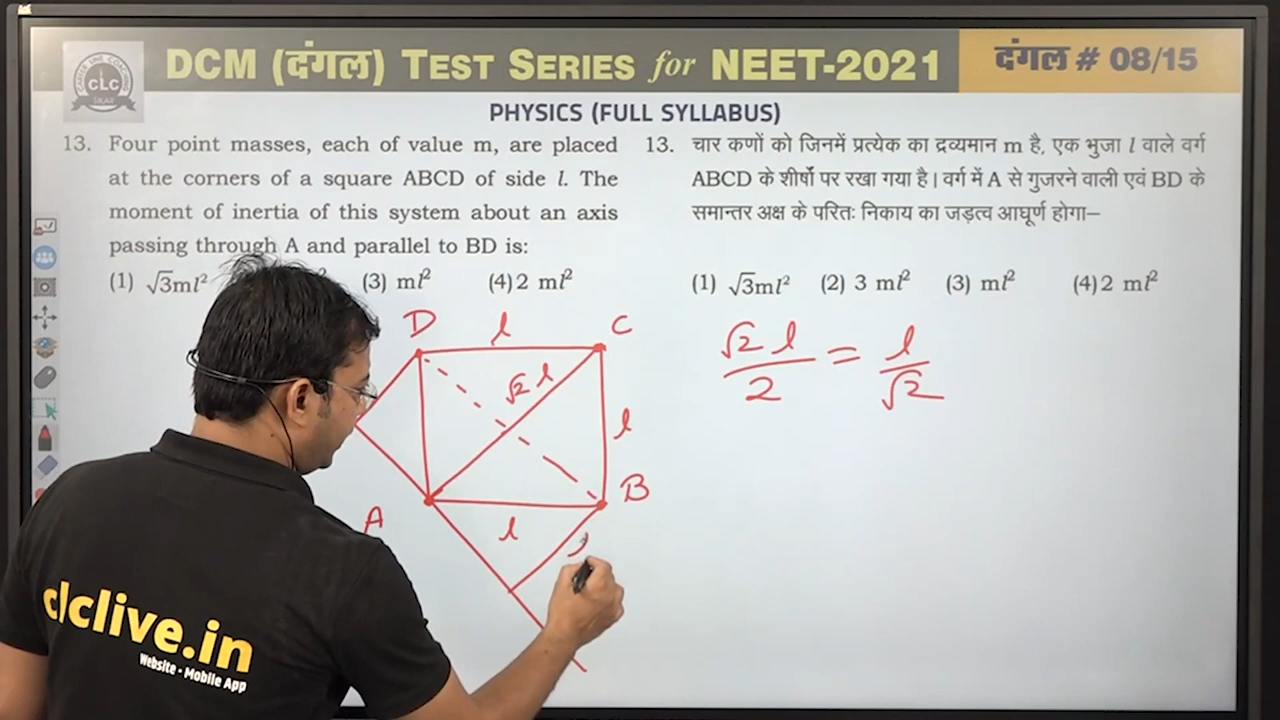 DCM (दंगल) TEST SERIES for NEET-2021
दंगल # 08/15
CLC
SIKAR
PHYSICS (FULL SYLLABUS)
13. Four point masses, each of value m, are placed
at the corners of a square ABCD of side l. The
moment of inertia of this system about an axis
passing through A and parallel to BD is:
(1) √3ml² (3) ml² (4) 2 ml²
13. चार कणों को जिनमें प्रत्येक का द्रव्यमान m है, एक भुजा l वाले वर्ग
ABCD के शीर्षों पर रखा गया है। वर्ग में A से गुजरने वाली एवं BD के
समान्तर अक्ष के परितः निकाय का जड़त्व आघूर्ण होगा–
(1) √3ml² (2) 3 ml² (3) ml² (4) 2 ml²
D l C
√2 l
l
A l B
√2 l / 2 = l / √2
clclive.in
Website - Mobile App